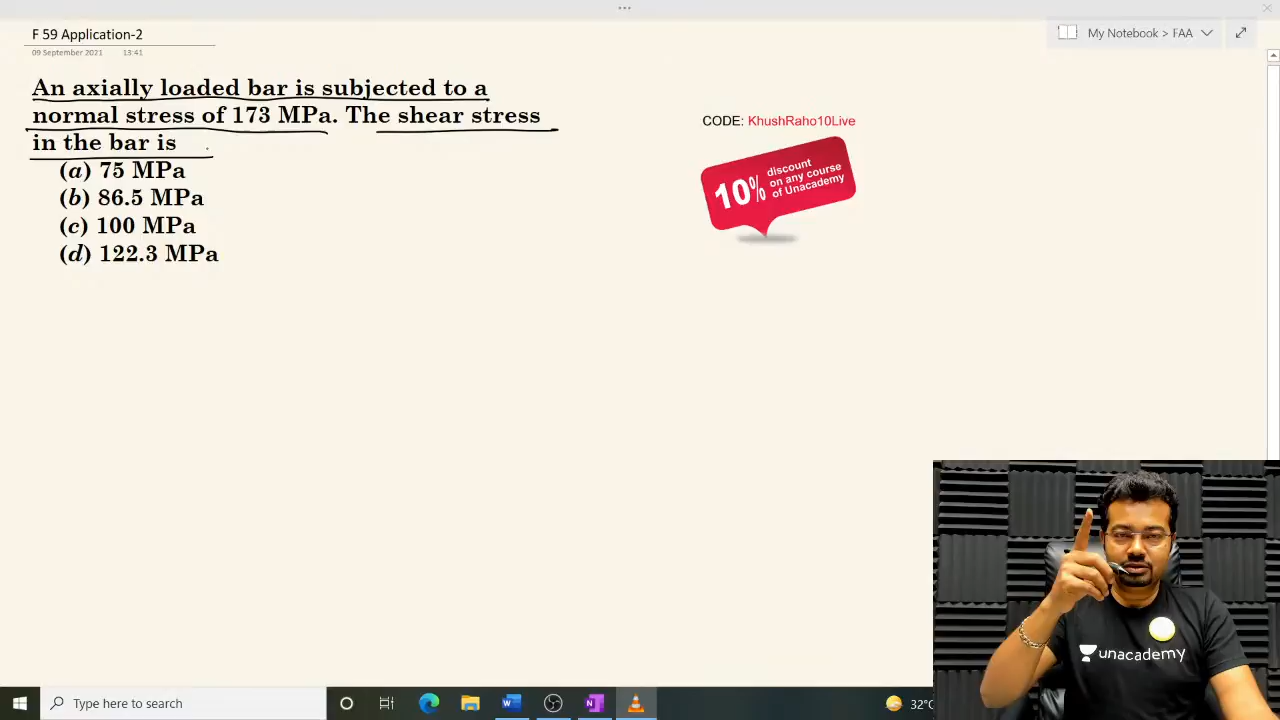 F 59 Application-2
09 September 2021 13:41
My Notebook > FAA
An axially loaded bar is subjected to a
normal stress of 173 MPa. The shear stress
in the bar is
(a) 75 MPa
(b) 86.5 MPa
(c) 100 MPa
(d) 122.3 MPa
CODE: KhushRaho10Live
10% discount
on any course
of Unacademy
unacademy
Type here to search
32°C